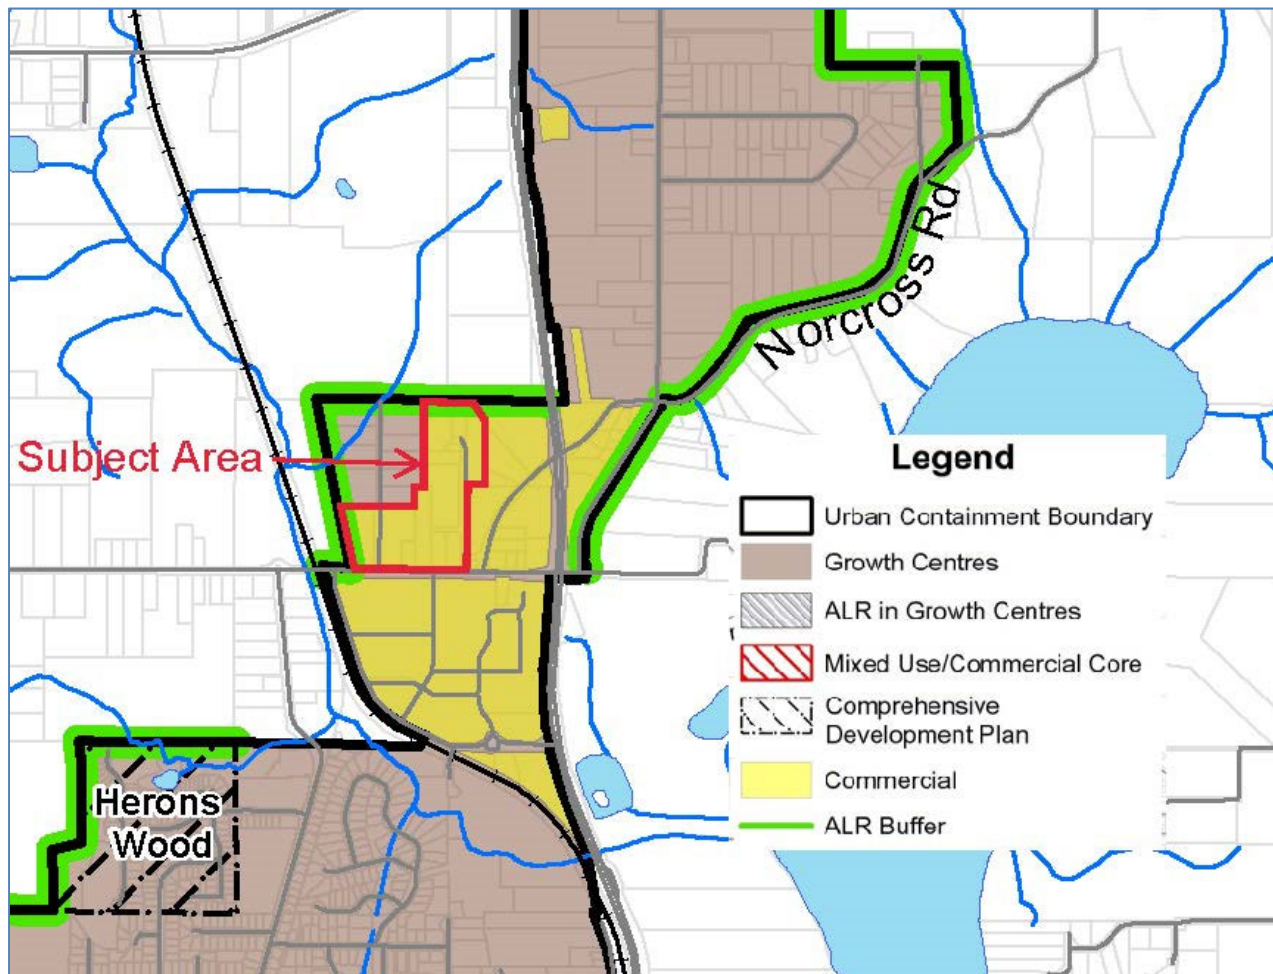 Norcross Rd
Subject Area
Legend
Urban Containment Boundary
Growth Centres
ALR in Growth Centres
Mixed Use/Commercial Core
Comprehensive
Development Plan
Commercial
ALR Buffer
Herons
Wood